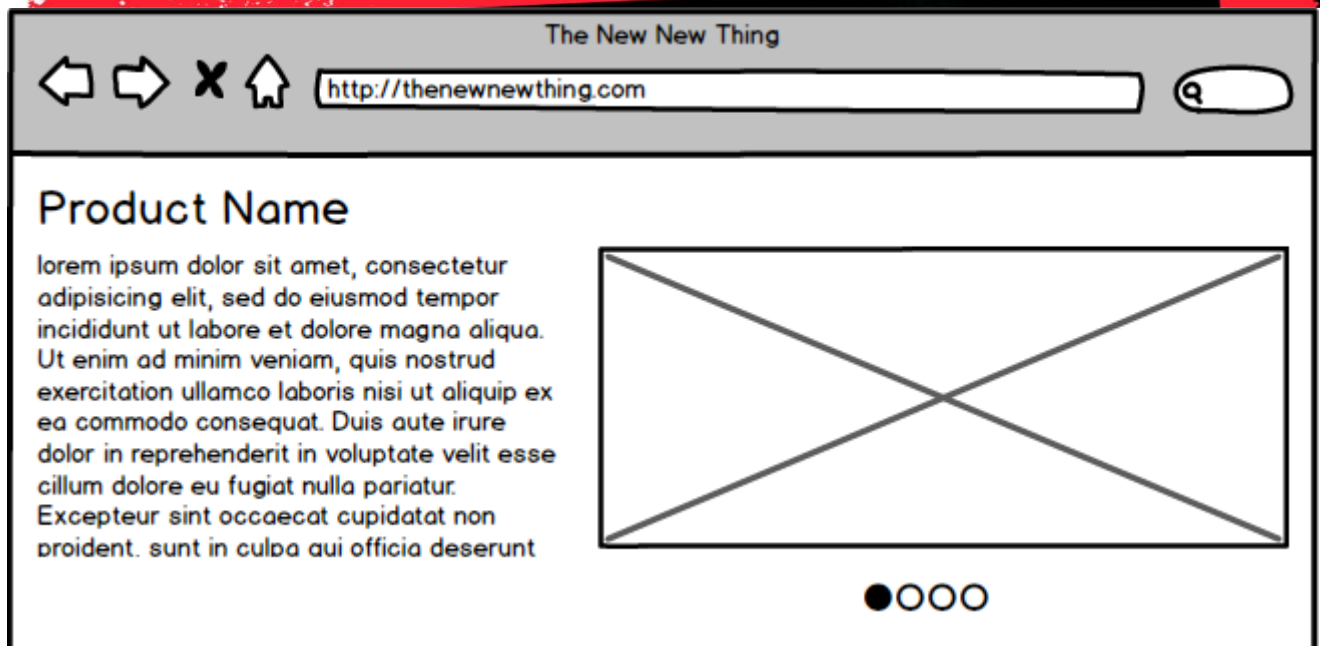 The New New Thing
http://thenewnewthing.com
Product Name
lorem ipsum dolor sit amet, consectetur
adipisicing elit, sed do eiusmod tempor
incididunt ut labore et dolore magna aliqua.
Ut enim ad minim veniam, quis nostrud
exercitation ullamco laboris nisi ut aliquip ex
ea commodo consequat. Duis aute irure
dolor in reprehenderit in voluptate velit esse
cillum dolore eu fugiat nulla pariatur.
Excepteur sint occaecat cupidatat non
proident, sunt in culpa qui officia deserunt